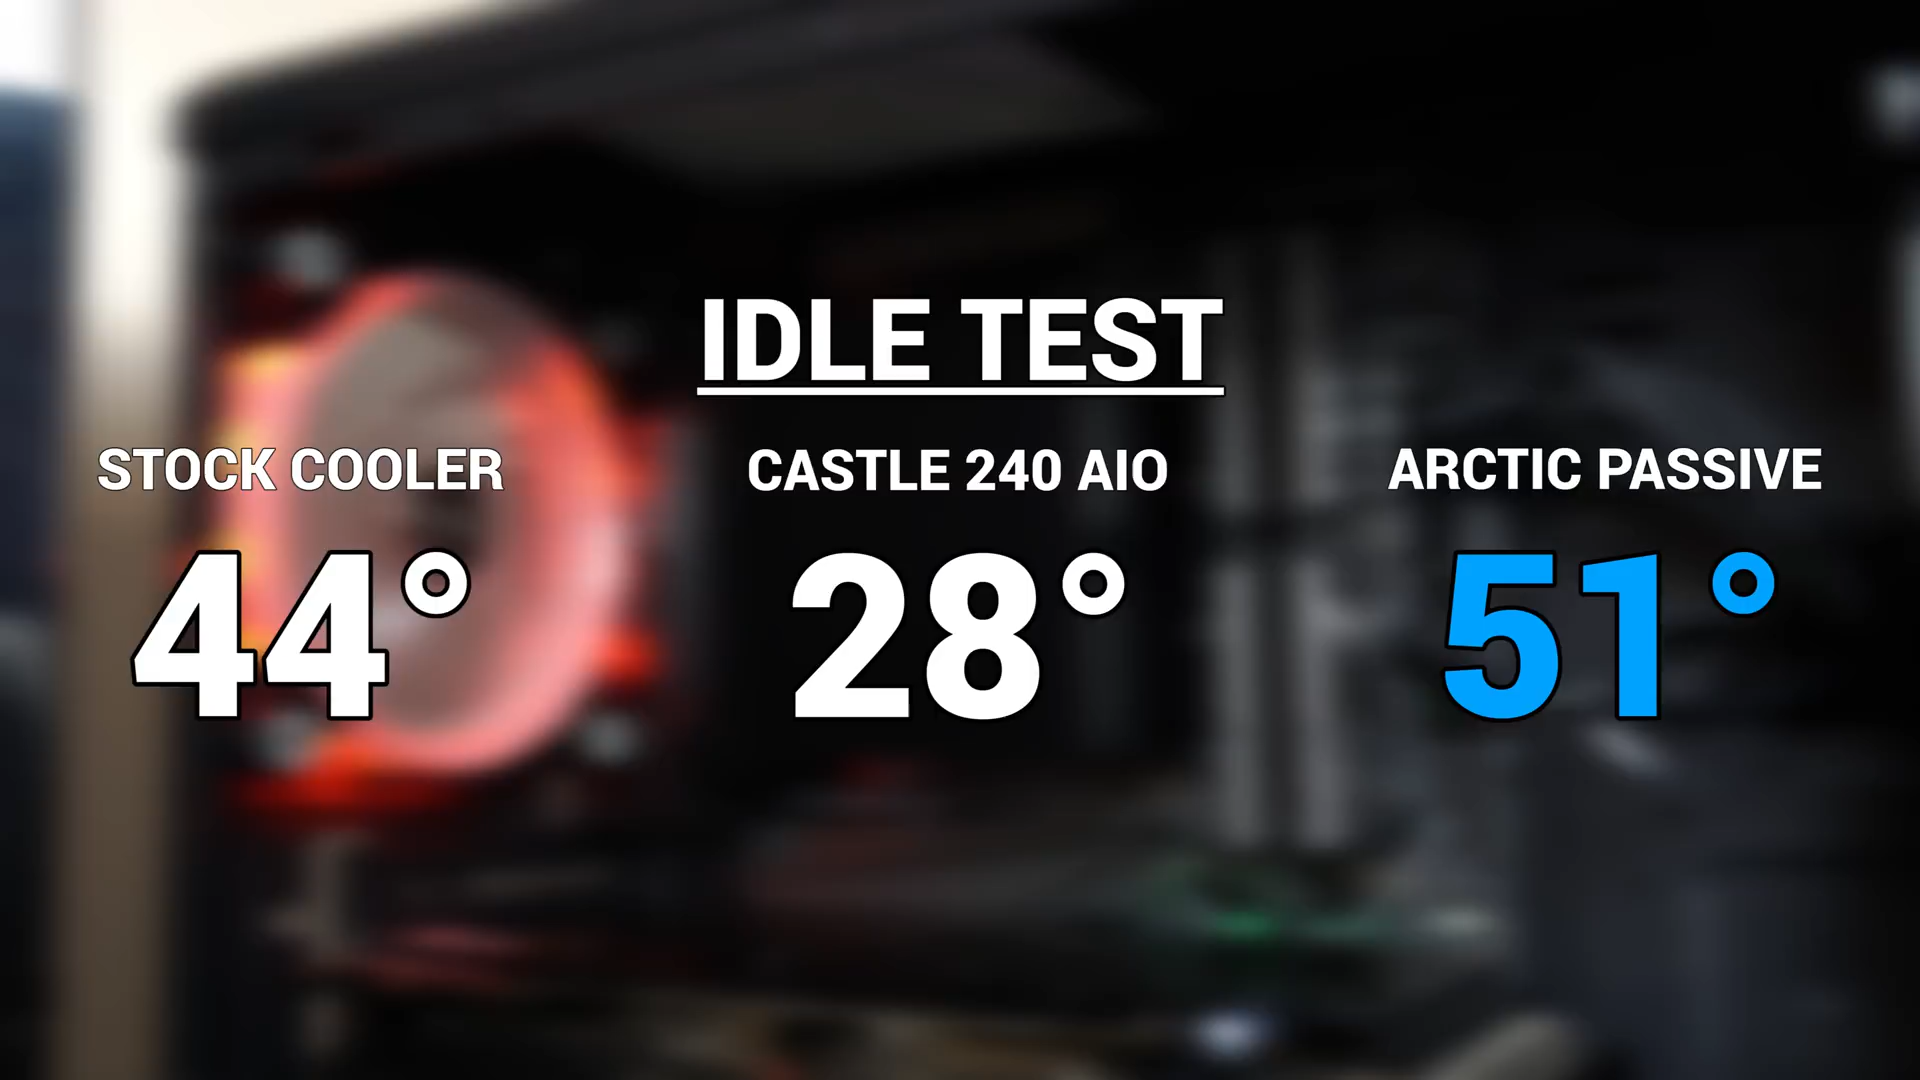 IDLE TEST
STOCK COOLER
CASTLE 240 AIO
ARCTIC PASSIVE
44°
28°
51°